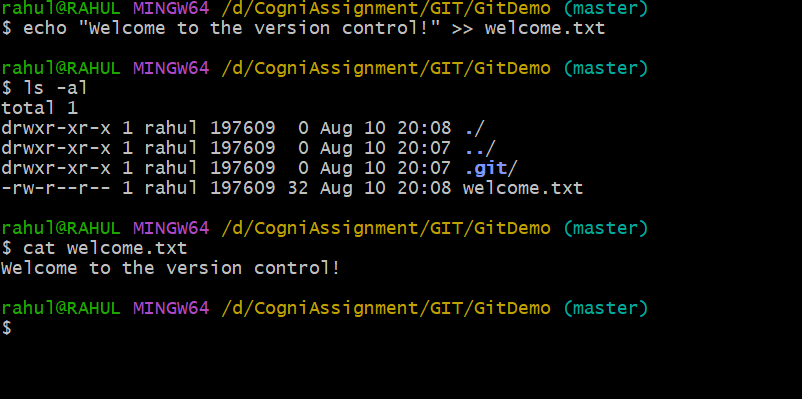 rahul@RAHUL MINGW64 /d/CogniAssignment/GIT/GitDemo (master)
$ echo "Welcome to the version control!" >> welcome.txt
rahul@RAHUL MINGW64 /d/CogniAssignment/GIT/GitDemo (master)
$ ls -al
total 1
drwxr-xr-x 1 rahul 197609  0 Aug 10 20:08 ./
drwxr-xr-x 1 rahul 197609  0 Aug 10 20:07 ../
drwxr-xr-x 1 rahul 197609  0 Aug 10 20:07 .git/
-rw-r--r-- 1 rahul 197609 32 Aug 10 20:08 welcome.txt
rahul@RAHUL MINGW64 /d/CogniAssignment/GIT/GitDemo (master)
$ cat welcome.txt
Welcome to the version control!
rahul@RAHUL MINGW64 /d/CogniAssignment/GIT/GitDemo (master)
$